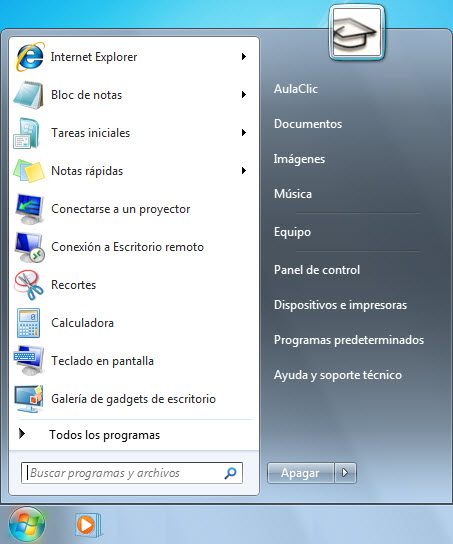 Internet Explorer
Bloc de notas
Tareas iniciales
Notas rápidas
Conectarse a un proyector
Conexión a Escritorio remoto
Recortes
Calculadora
Teclado en pantalla
Galería de gadgets de escritorio
Todos los programas
Buscar programas y archivos
AulaClic
Documentos
Imágenes
Música
Equipo
Panel de control
Dispositivos e impresoras
Programas predeterminados
Ayuda y soporte técnico
Apagar